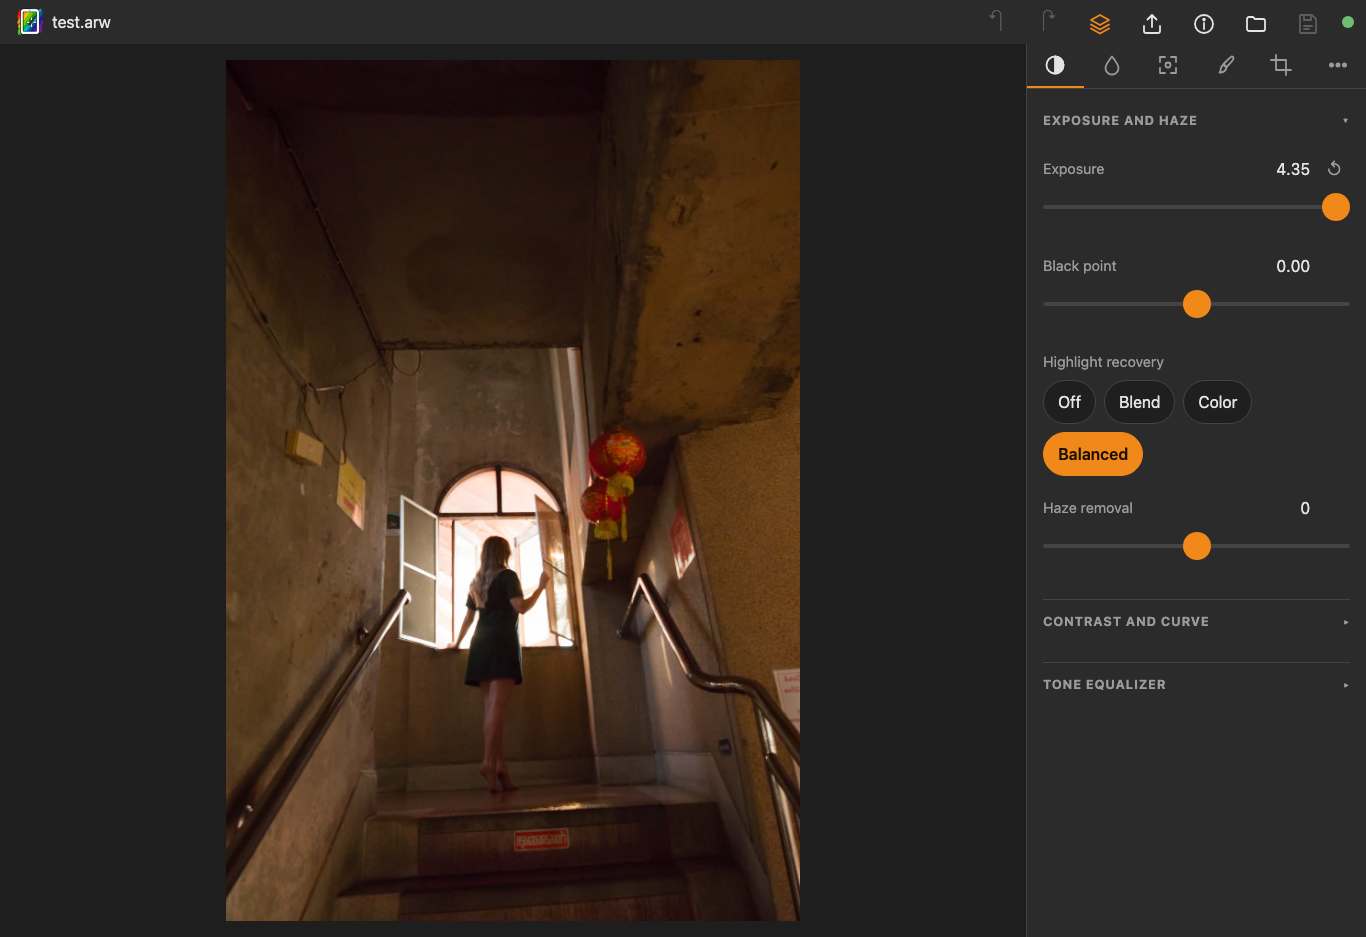 test.arw
EXPOSURE AND HAZE
Exposure
4.35
Black point
0.00
Highlight recovery
Off
Blend
Color
Balanced
Haze removal
0
CONTRAST AND CURVE
TONE EQUALIZER